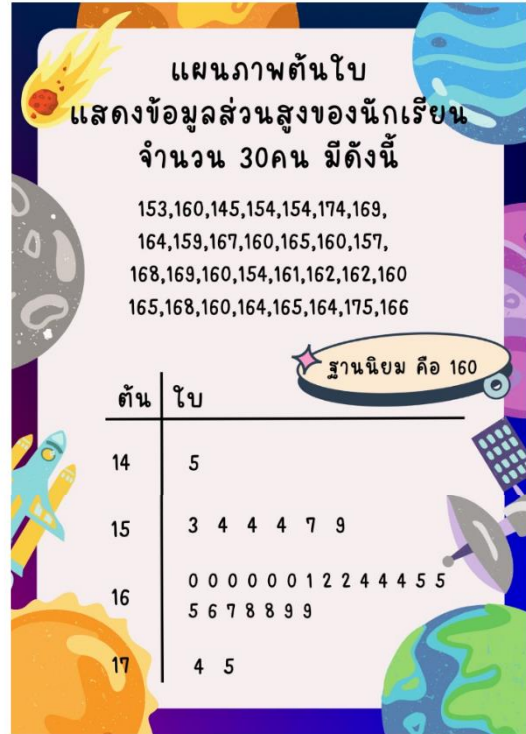 แผนภาพต้นใบ
แสดงข้อมูลส่วนสูงของนักเรียน
จำนวน 30คน มีดังนี้
153,160,145,154,154,174,169,
164,159,167,160,165,160,157,
168,169,160,154,161,162,162,160
165,168,160,164,165,164,175,166
ฐานนิยม คือ 160
ต้น ใบ
14 5
15 3 4 4 4 7 9
16 0 0 0 0 0 0 1 2 2 4 4 4 5 5
5 6 7 8 8 9 9
17 4 5